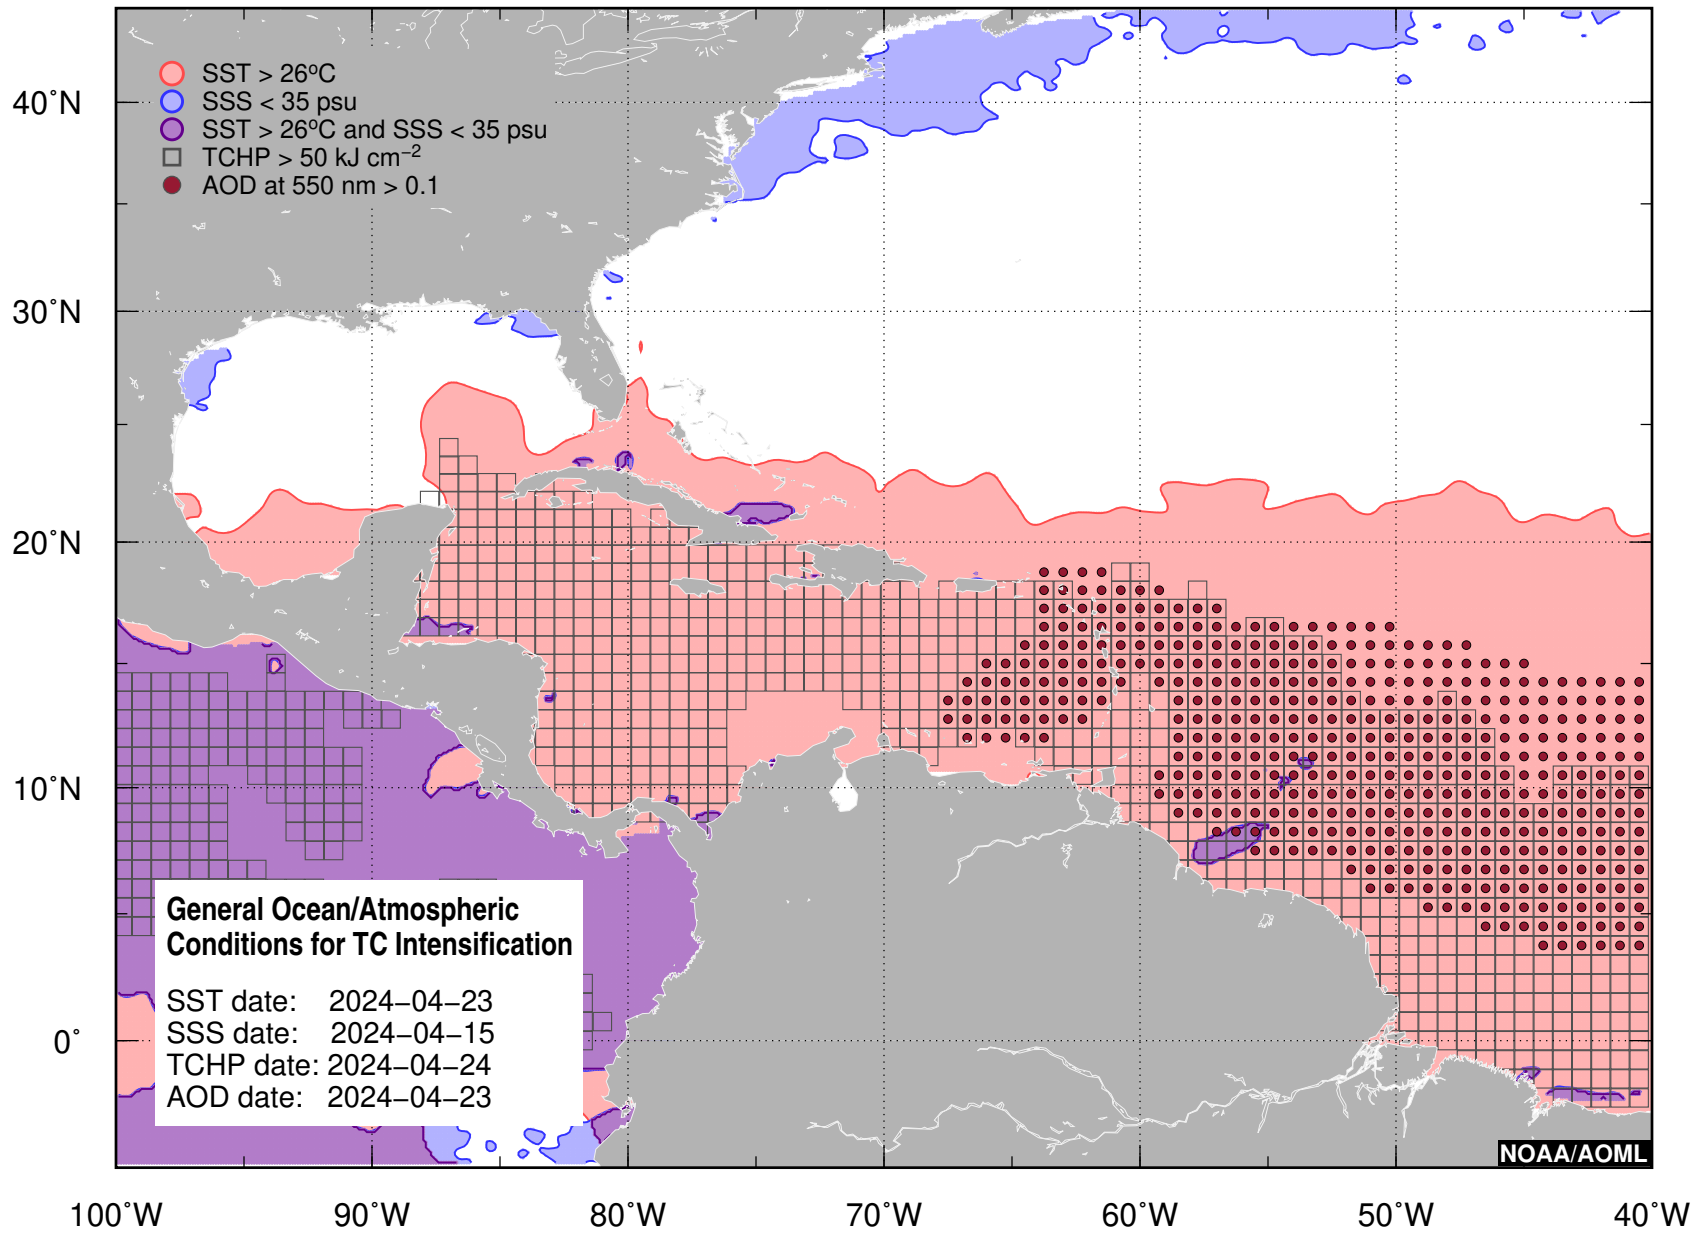 SST > 26°C
SSS < 35 psu
SST > 26°C and SSS < 35 psu
TCHP > 50 kJ cm⁻²
AOD at 550 nm > 0.1
40°N
30°N
20°N
10°N
0°
General Ocean/Atmospheric
Conditions for TC Intensification
SST date: 2024−04−23
SSS date: 2024−04−15
TCHP date: 2024−04−24
AOD date: 2024−04−23
NOAA/AOML
100°W 90°W 80°W 70°W 60°W 50°W 40°W